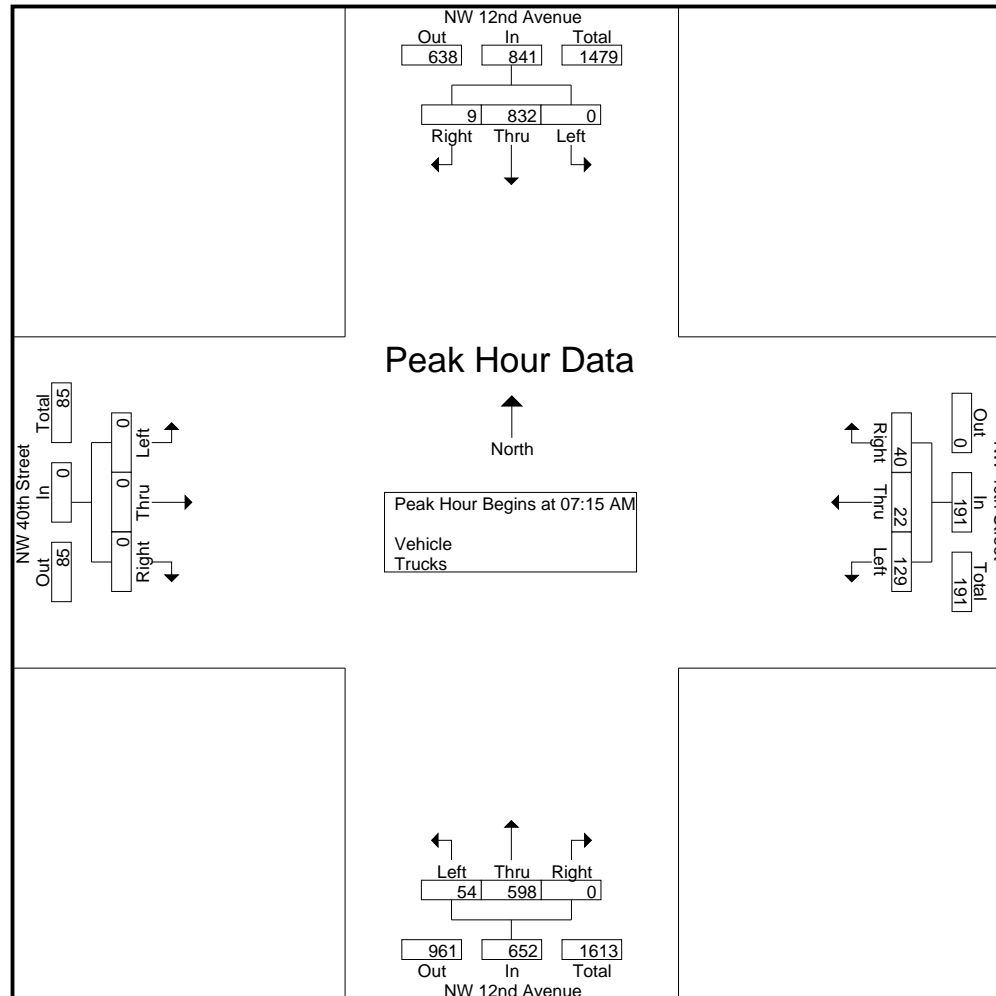 NW 12nd Avenue
Out In Total
638 841 1479
9 832 0
Right Thru Left
Peak Hour Data
North
Peak Hour Begins at 07:15 AM
Vehicle
Trucks
NW 40th Street
Total In Out
85 0 85
0 0 0
Left Thru Right
Right Thru Left
40 22 129
0 191 191
Out In Total
Left Thru Right
54 598 0
961 652 1613
Out In Total
NW 12nd Avenue